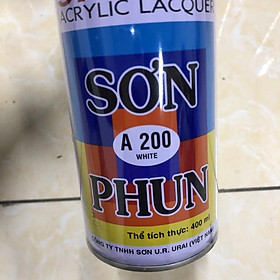 ACRYLIC LACQUER
SƠN
A 200
WHITE
PHUN
Thể tích thực: 400 ml
CÔNG TY TNHH SƠN U.R. URAI (VIỆT NAM)